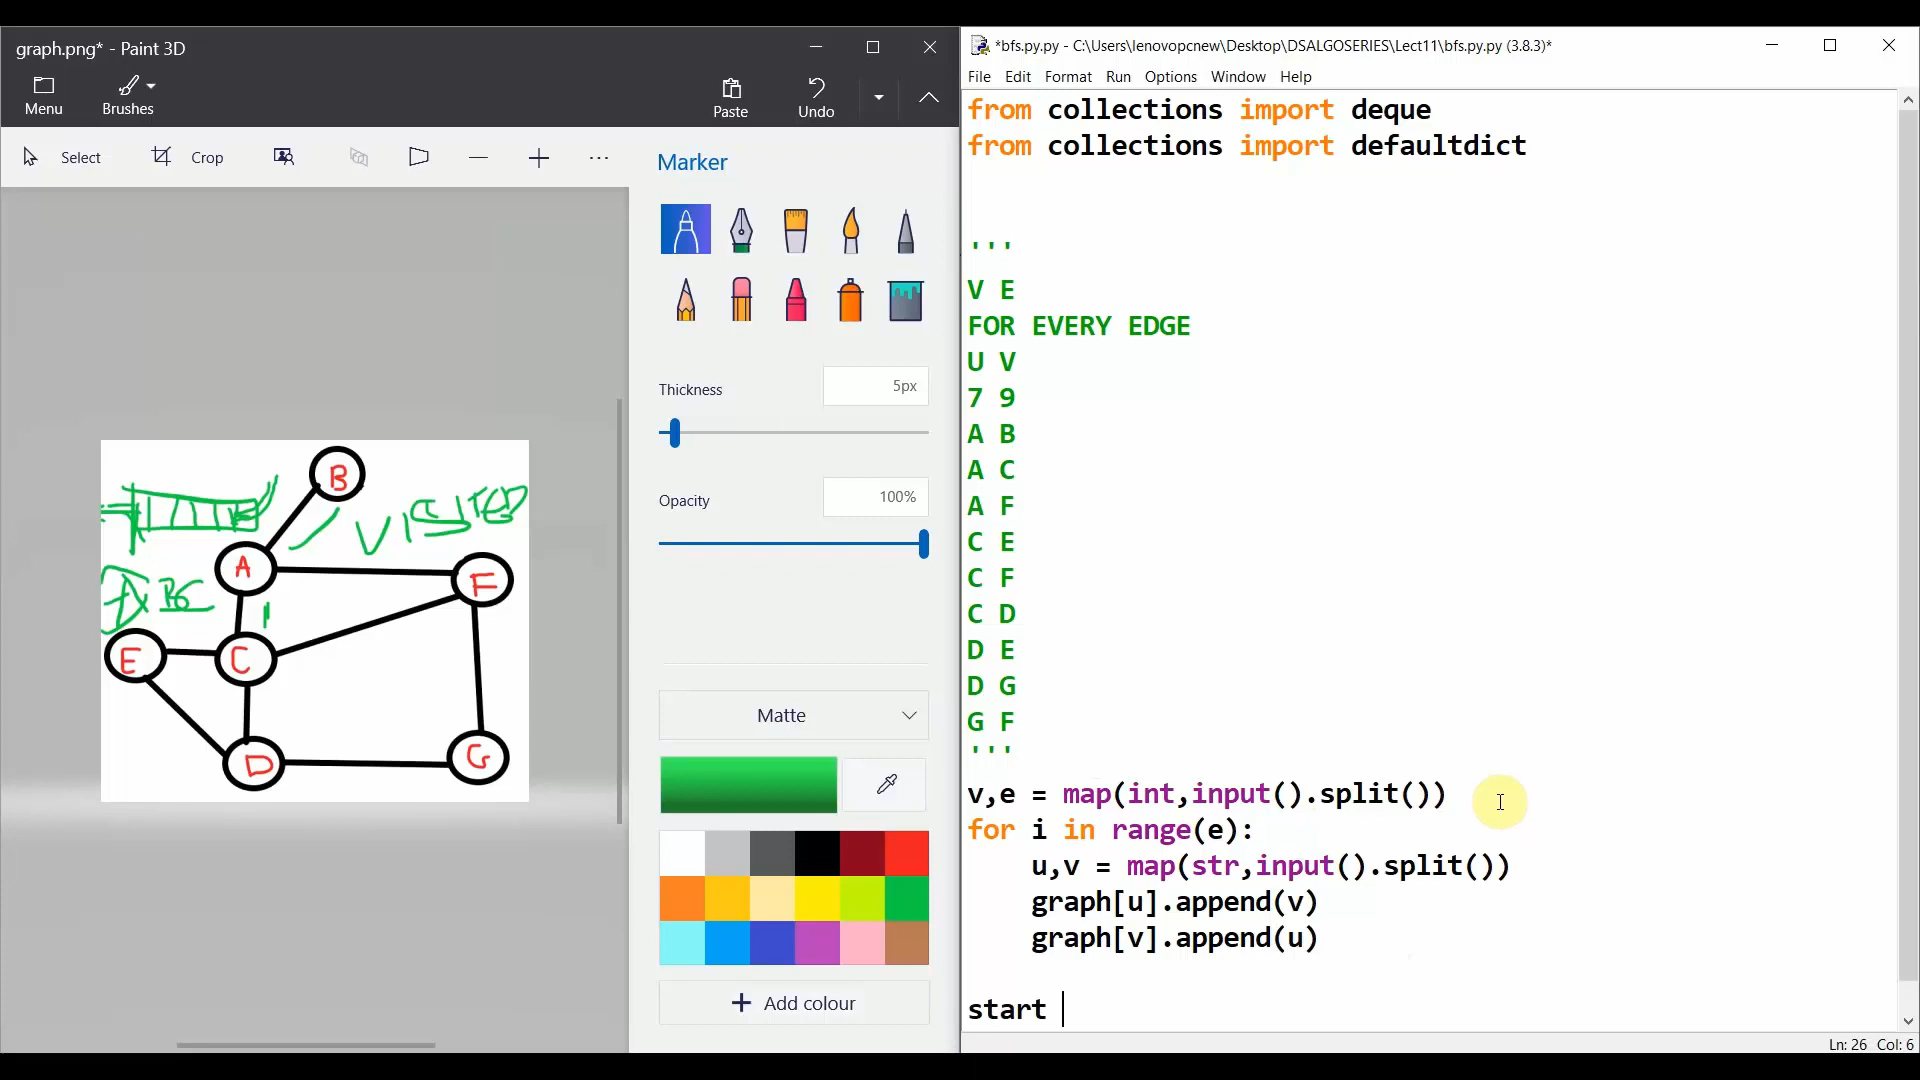 graph.png* - Paint 3D
Menu
Brushes
Paste
Undo
Select
Crop
Marker
Thickness
5px
Opacity
100%
Matte
Add colour
B
VISITED
A
F
E
C
D
G
*bfs.py.py - C:\Users\lenovopcnew\Desktop\DSALGOSERIES\Lect11\bfs.py.py (3.8.3)*
File Edit Format Run Options Window Help
from collections import deque
from collections import defaultdict
'''
V E
FOR EVERY EDGE
U V
7 9
A B
A C
A F
C E
C F
C D
D E
D G
G F
'''
v,e = map(int,input().split())
for i in range(e):
    u,v = map(str,input().split())
    graph[u].append(v)
    graph[v].append(u)
start
Ln: 26 Col: 6